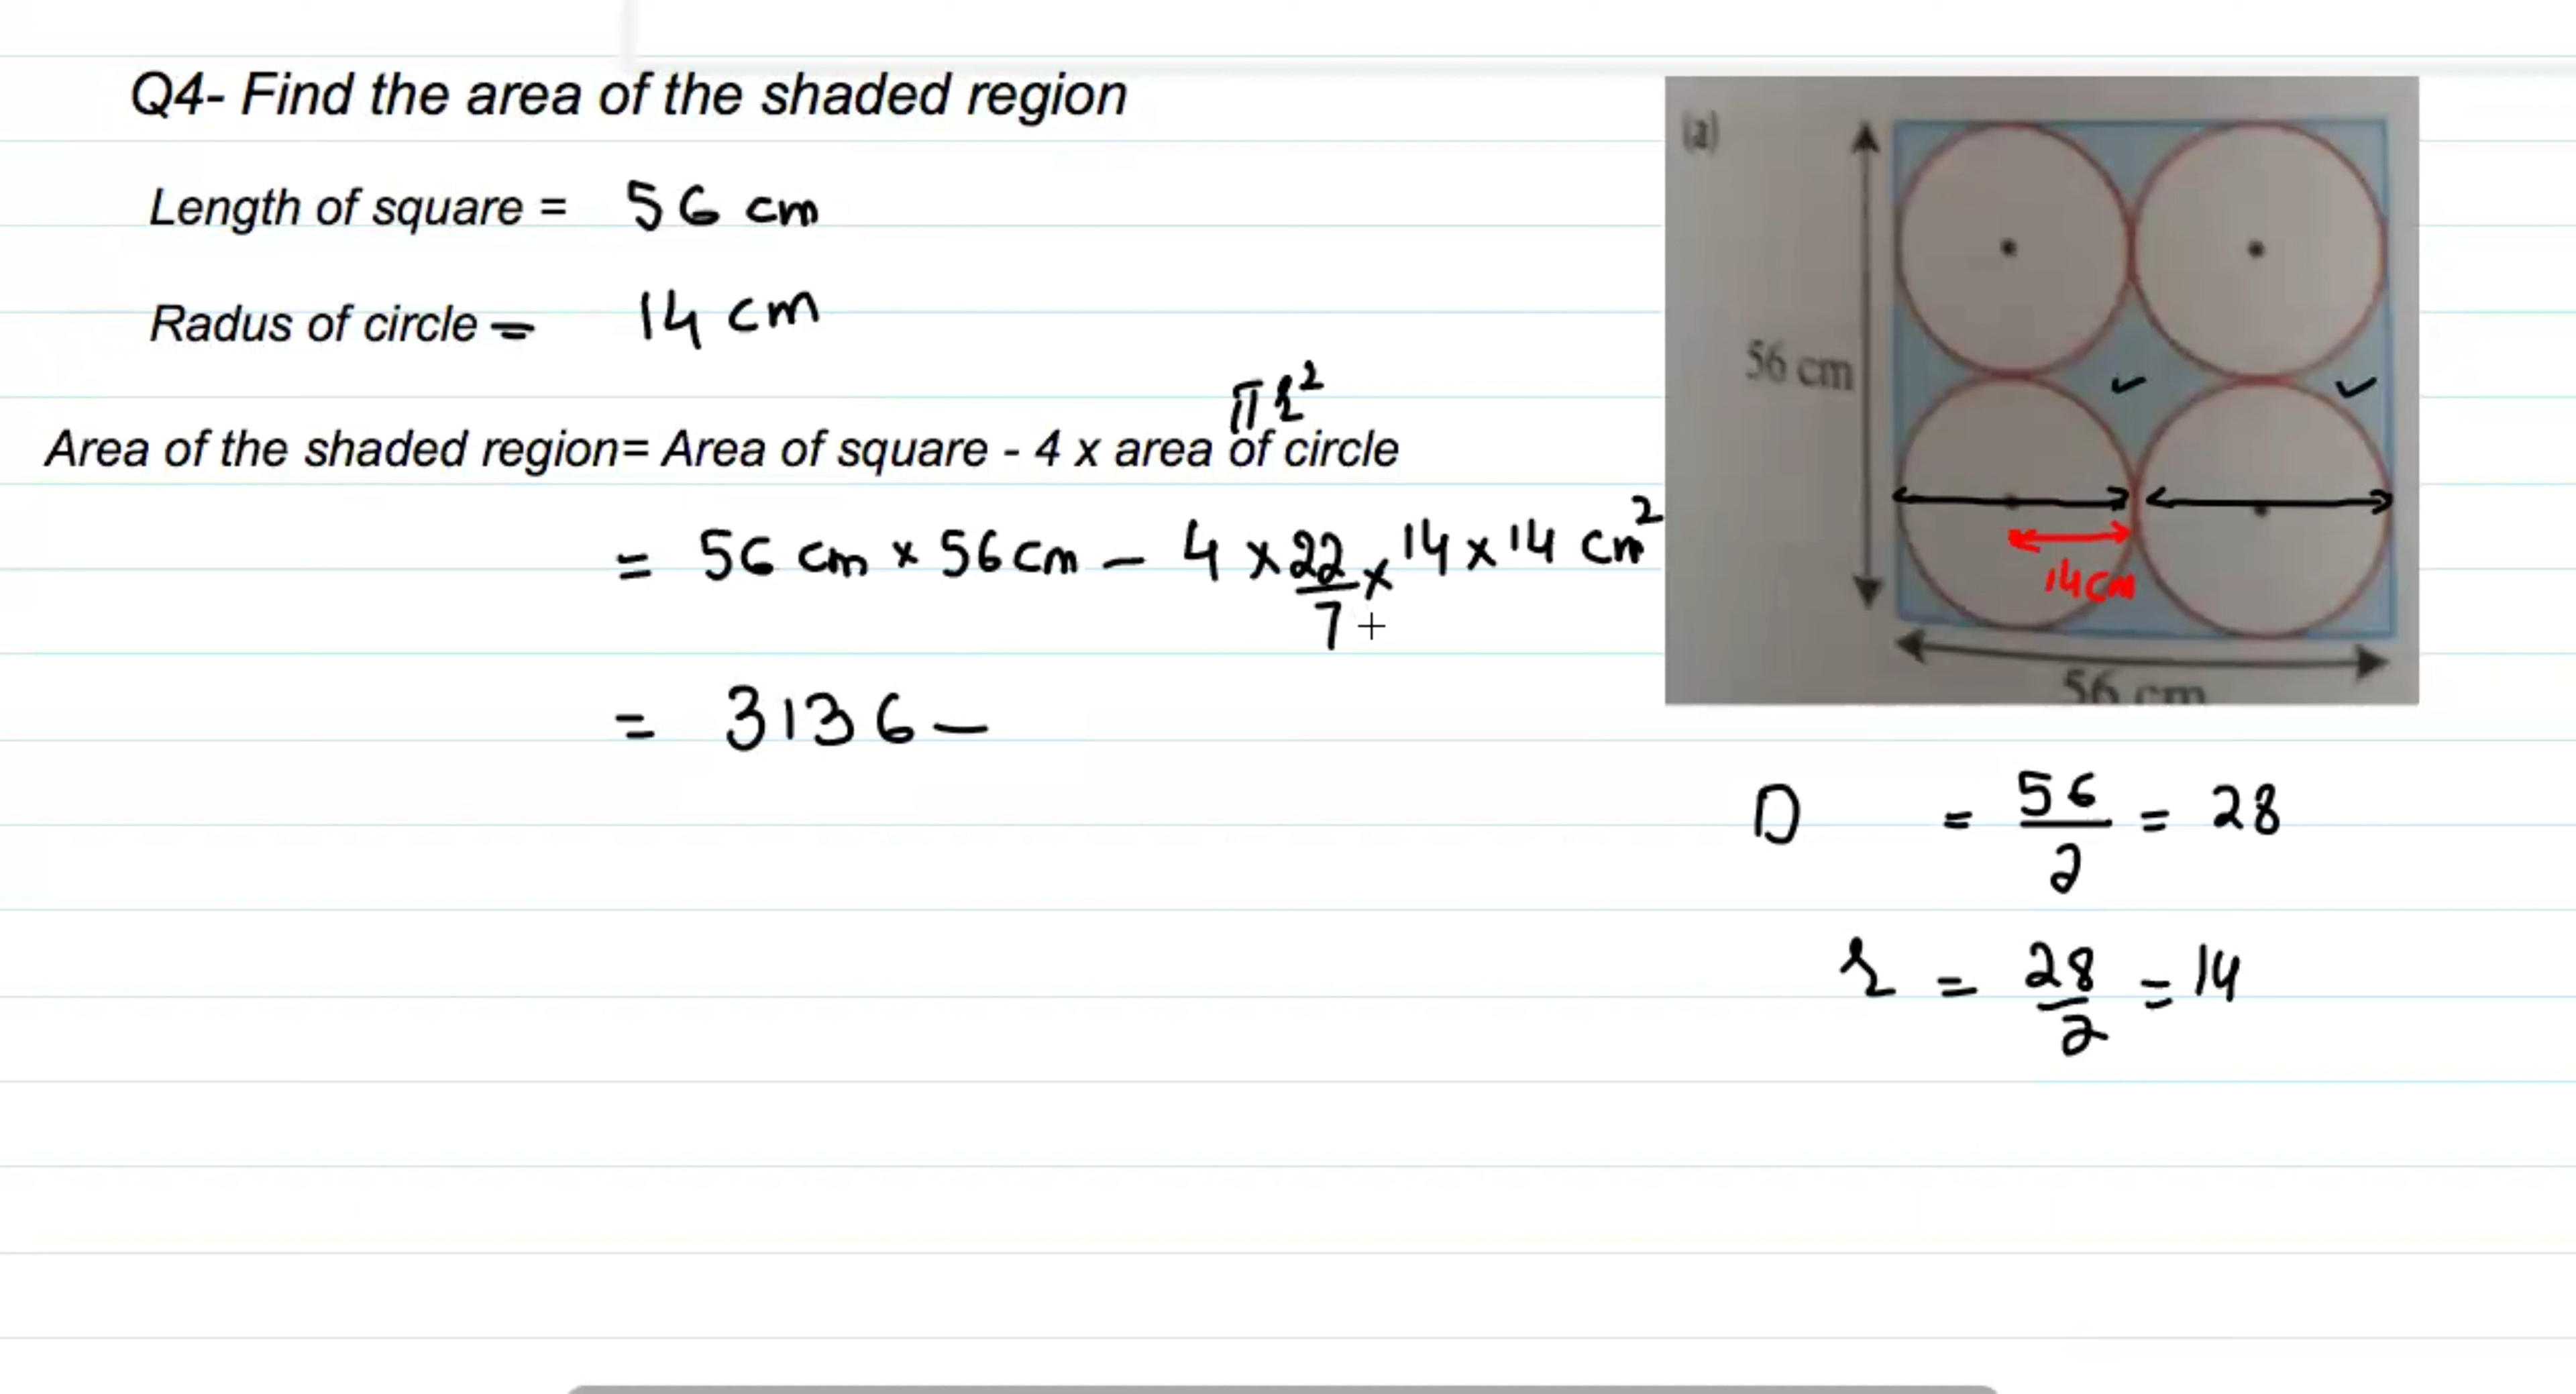 Q4- Find the area of the shaded region
Length of square = 56 cm
Radus of circle = 14 cm
πr²
Area of the shaded region= Area of square - 4 x area of circle
= 56 cm × 56 cm - 4 × 22/7 × 14 × 14 cm²
= 3136 -
(a)
56 cm
14cm
56 cm
D = 56/2 = 28
r = 28/2 = 14